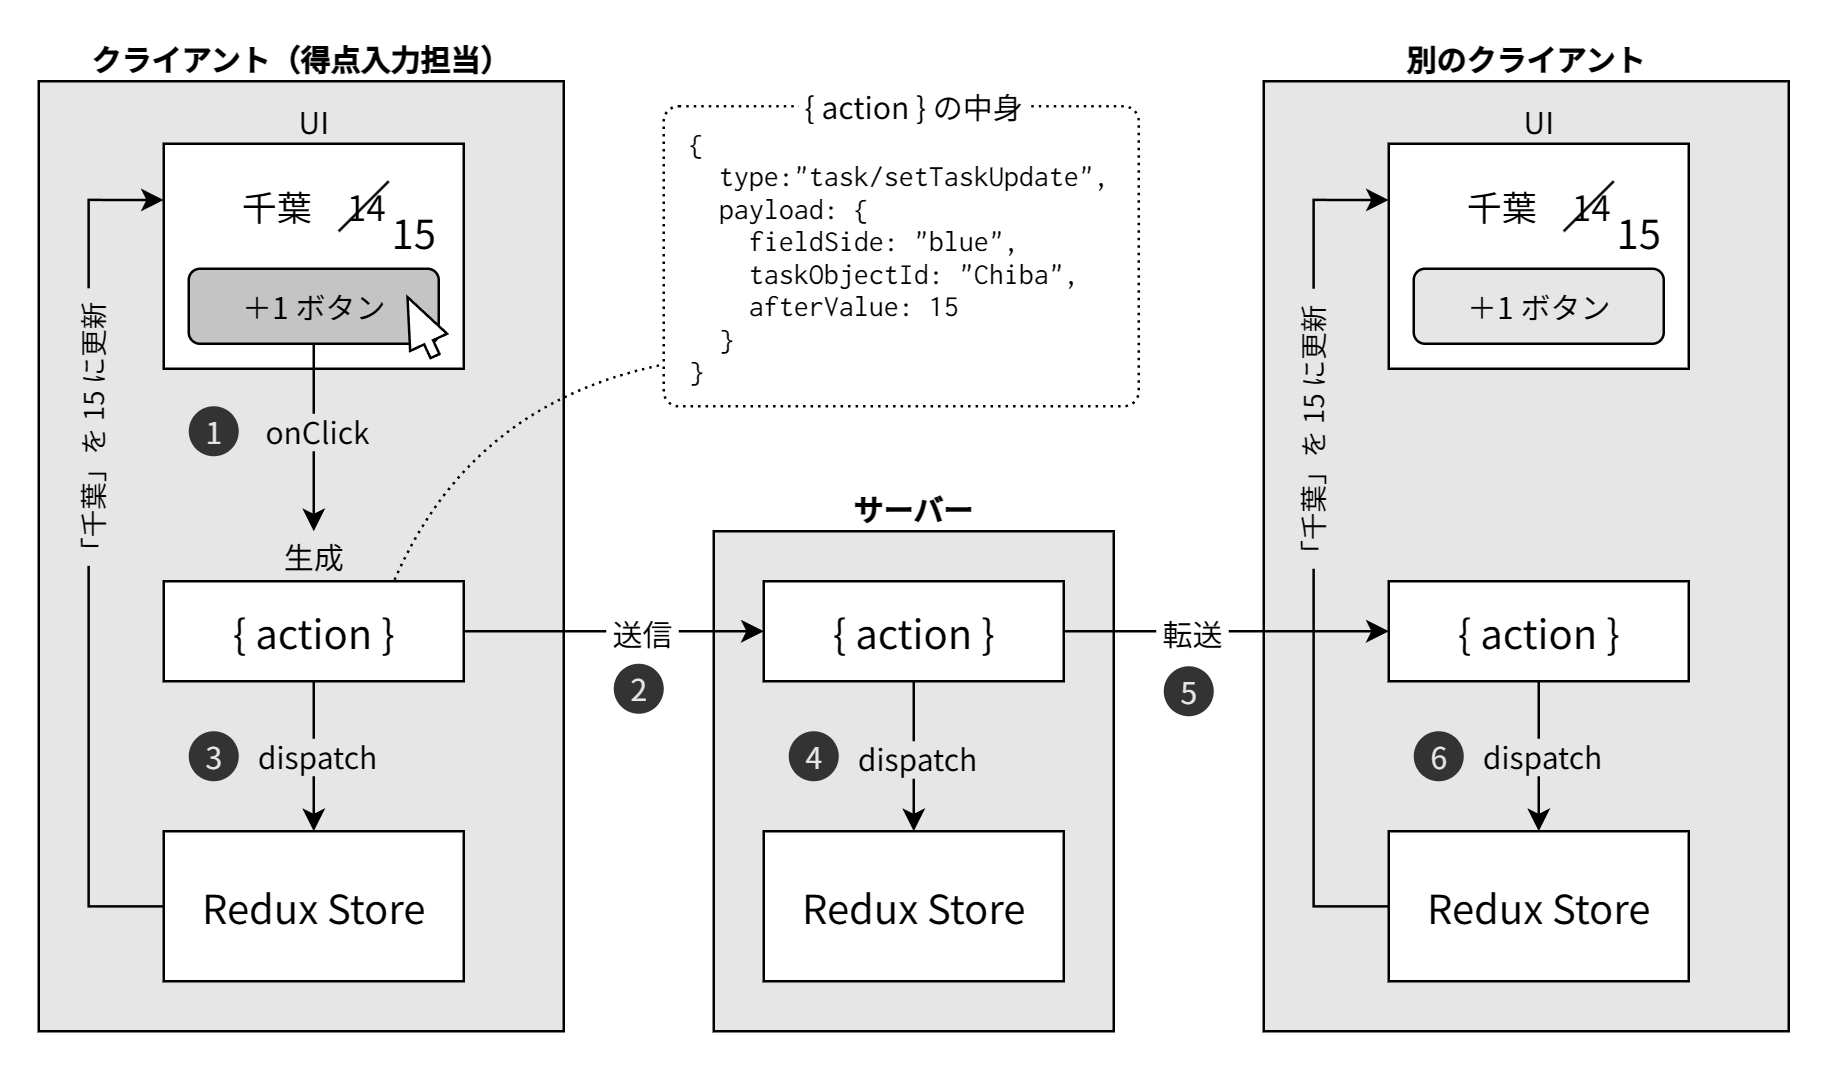 クライアント（得点入力担当）
UI
千葉 14 15
＋1 ボタン
「千葉」を 15 に更新
1 onClick
生成
{ action }
3 dispatch
Redux Store
{ action } の中身
{
type:"task/setTaskUpdate",
payload: {
fieldSide: "blue",
taskObjectId: "Chiba",
afterValue: 15
}
}
送信
2
サーバー
{ action }
4 dispatch
Redux Store
転送
5
別のクライアント
UI
千葉 14 15
＋1 ボタン
「千葉」を 15 に更新
{ action }
6 dispatch
Redux Store